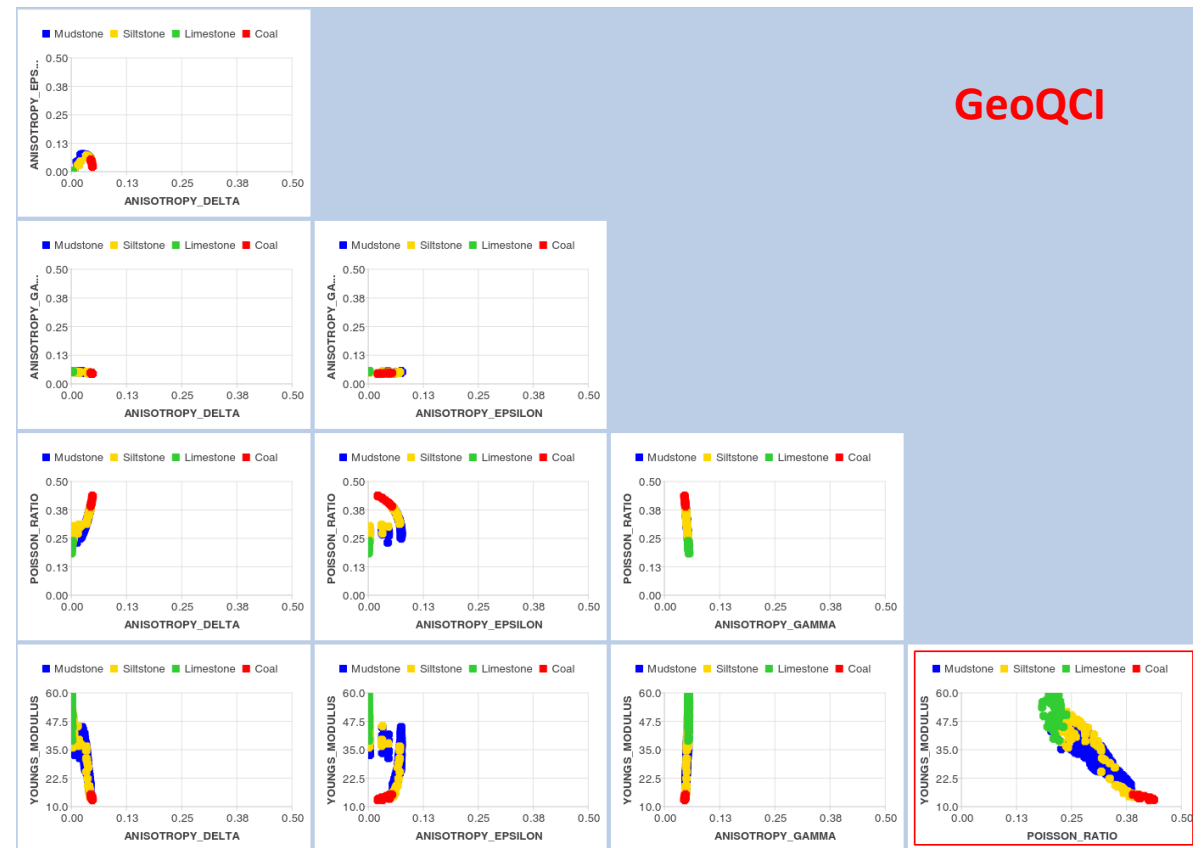 Mudstone Siltstone Limestone Coal
GeoQCI
ANISOTROPY_EPS...
0.50
0.38
0.25
0.13
0.00
0.00 0.13 0.25 0.38 0.50
ANISOTROPY_DELTA
Mudstone Siltstone Limestone Coal
ANISOTROPY_GA...
0.50
0.38
0.25
0.13
0.00
0.00 0.13 0.25 0.38 0.50
ANISOTROPY_DELTA
Mudstone Siltstone Limestone Coal
ANISOTROPY_GA...
0.50
0.38
0.25
0.13
0.00
0.00 0.13 0.25 0.38 0.50
ANISOTROPY_EPSILON
Mudstone Siltstone Limestone Coal
POISSON_RATIO
0.50
0.38
0.25
0.13
0.00
0.00 0.13 0.25 0.38 0.50
ANISOTROPY_DELTA
Mudstone Siltstone Limestone Coal
POISSON_RATIO
0.50
0.38
0.25
0.13
0.00
0.00 0.13 0.25 0.38 0.50
ANISOTROPY_EPSILON
Mudstone Siltstone Limestone Coal
POISSON_RATIO
0.50
0.38
0.25
0.13
0.00
0.00 0.13 0.25 0.38 0.50
ANISOTROPY_GAMMA
Mudstone Siltstone Limestone Coal
YOUNGS_MODULUS
60.0
47.5
35.0
22.5
10.0
0.00 0.13 0.25 0.38 0.50
ANISOTROPY_DELTA
Mudstone Siltstone Limestone Coal
YOUNGS_MODULUS
60.0
47.5
35.0
22.5
10.0
0.00 0.13 0.25 0.38 0.50
ANISOTROPY_EPSILON
Mudstone Siltstone Limestone Coal
YOUNGS_MODULUS
60.0
47.5
35.0
22.5
10.0
0.00 0.13 0.25 0.38 0.50
ANISOTROPY_GAMMA
Mudstone Siltstone Limestone Coal
YOUNGS_MODULUS
60.0
47.5
35.0
22.5
10.0
0.00 0.13 0.25 0.38 0.50
POISSON_RATIO